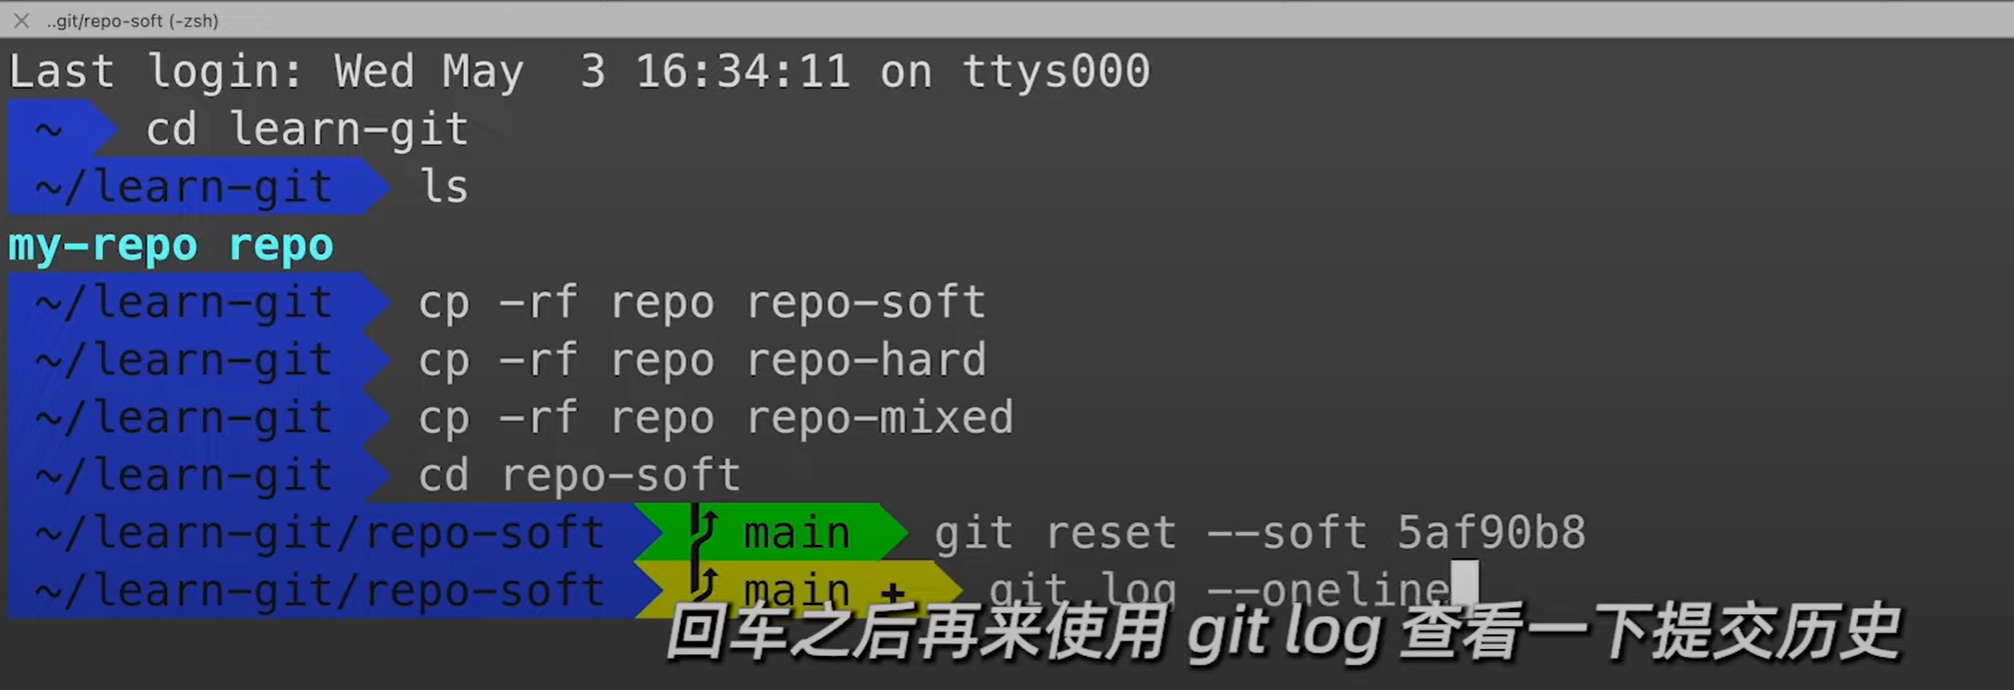 ..git/repo-soft (-zsh)
Last login: Wed May  3 16:34:11 on ttys000
~ cd learn-git
~/learn-git ls
my-repo repo
~/learn-git cp -rf repo repo-soft
~/learn-git cp -rf repo repo-hard
~/learn-git cp -rf repo repo-mixed
~/learn-git cd repo-soft
~/learn-git/repo-soft main git reset --soft 5af90b8
~/learn-git/repo-soft main + git log --oneline
回车之后再来使用 git log 查看一下提交历史